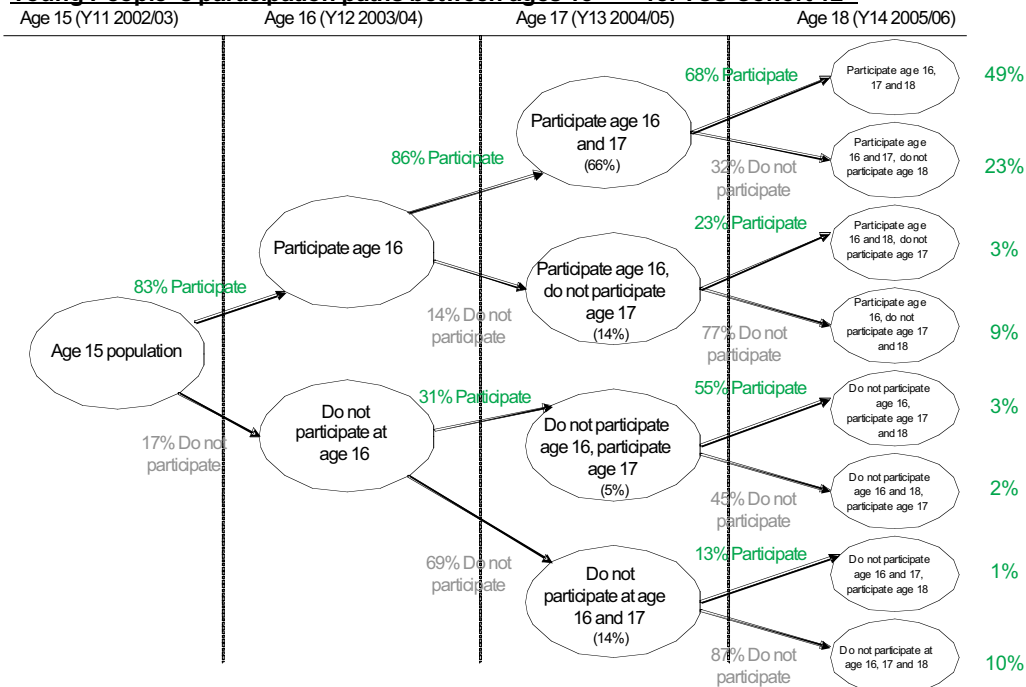 Age 15 (Y11 2002/03)
Age 16 (Y12 2003/04)
Age 17 (Y13 2004/05)
Age 18 (Y14 2005/06)
Age 15 population
83% Participate
17% Do not
participate
Participate age 16
Do not
participate at
age 16
86% Participate
14% Do not
participate
31% Participate
69% Do not
participate
Participate age 16
and 17
(66%)
Participate age 16,
do not participate
age 17
(14%)
Do not participate
age 16, participate
age 17
(5%)
Do not
participate at age
16 and 17
(14%)
68% Participate
32% Do not
participate
23% Participate
77% Do not
participate
55% Participate
45% Do not
participate
13% Participate
87% Do not
participate
Participate age 16,
17 and 18
49%
Participate age
16 and 17, do not
participate age 18
23%
Participate age
16 and 18, do not
participate age 17
3%
Participate age
16, do not
participate age 17
and 18
9%
Do not participate
age 16,
participate age 17
and 18
3%
Do not participate
age 16 and 18,
participate age 17
2%
Do not participate
age 16 and 17,
participate age 18
1%
Do not participate at
age 16, 17 and 18
10%